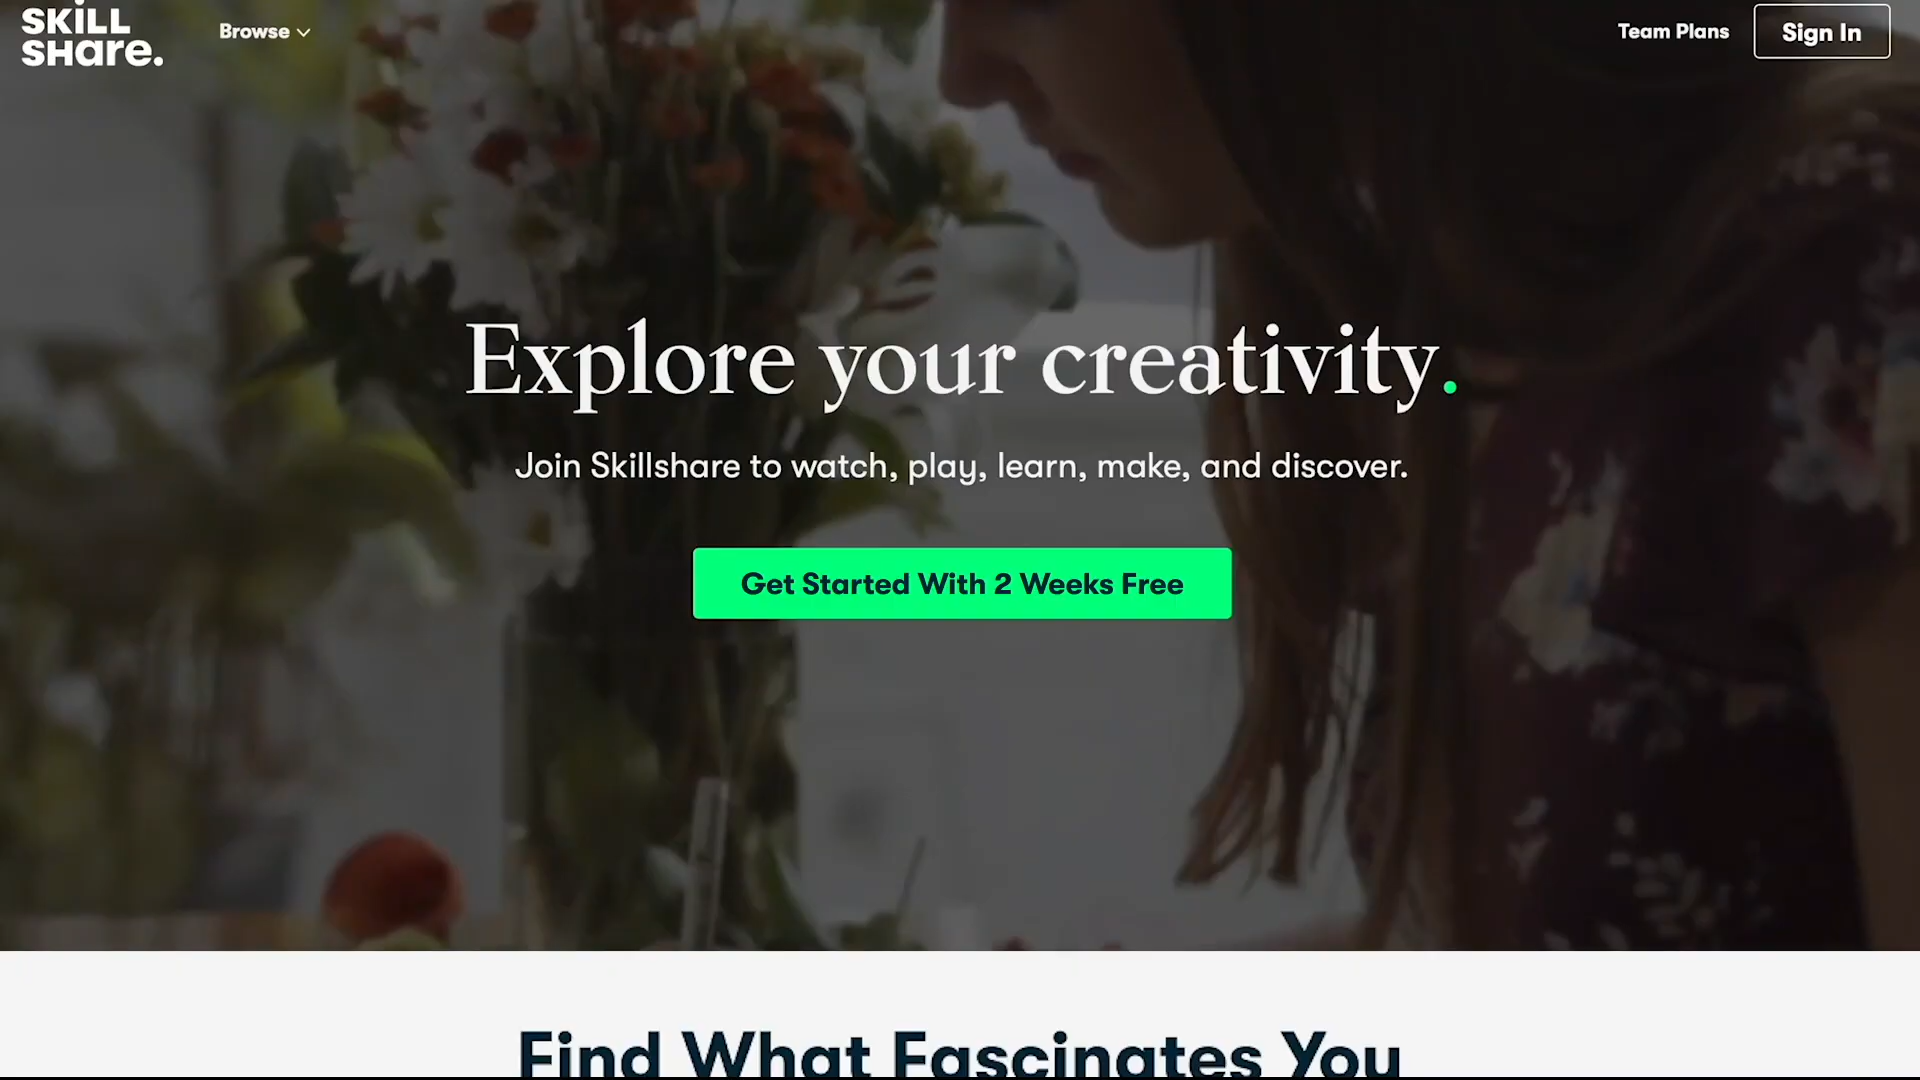 SKILL
SHare.
Browse
Team Plans
Sign In
Explore your creativity.
Join Skillshare to watch, play, learn, make, and discover.
Get Started With 2 Weeks Free
Find What Fascinates You